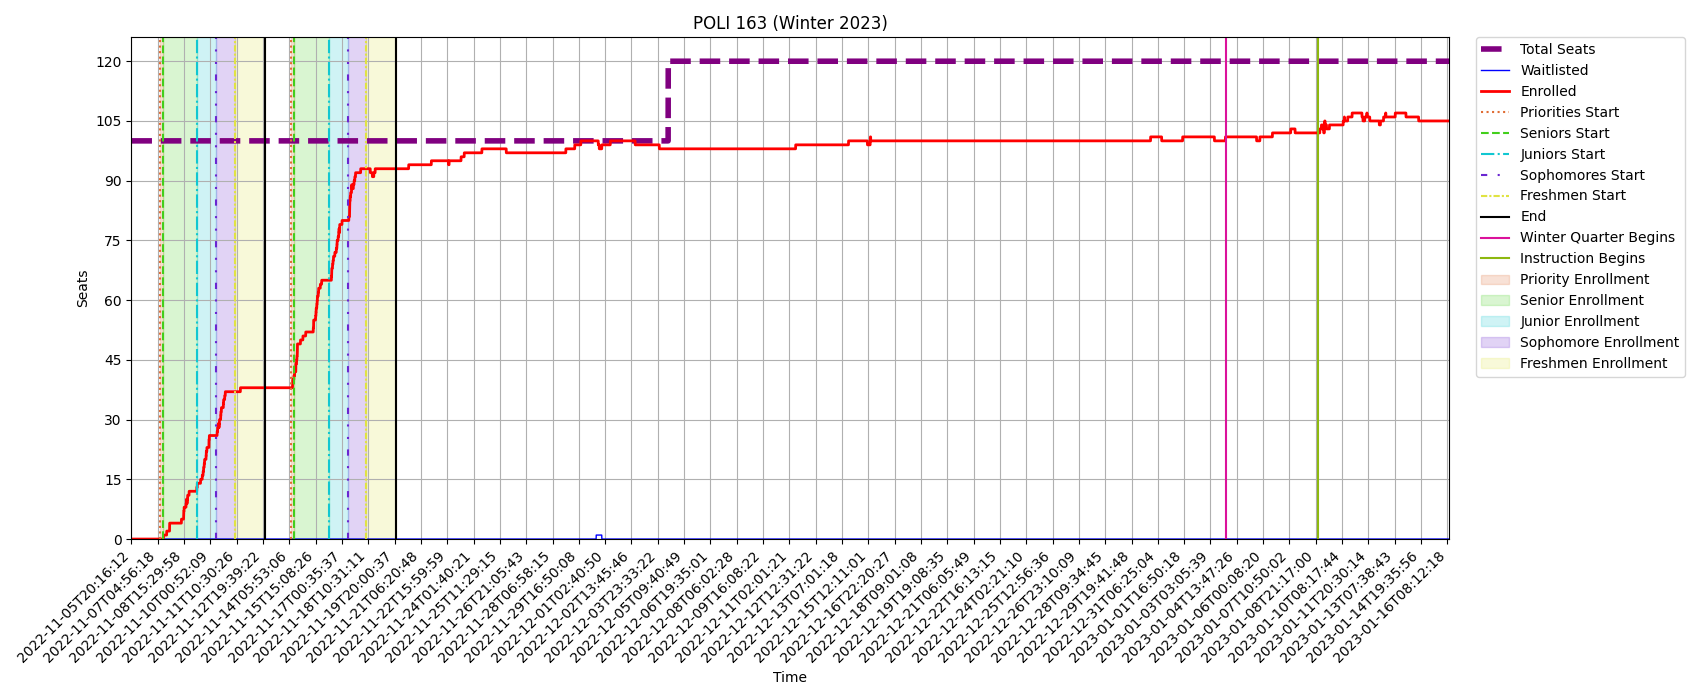 POLI 163 (Winter 2023)
Seats
120
105
90
75
60
45
30
15
0
2022-11-05T20:16:12
2022-11-07T04:56:18
2022-11-08T15:29:58
2022-11-10T00:52:09
2022-11-11T10:30:26
2022-11-12T19:39:22
2022-11-14T05:53:06
2022-11-15T15:08:26
2022-11-17T00:35:37
2022-11-18T10:31:11
2022-11-19T20:00:37
2022-11-21T06:20:48
2022-11-22T15:59:59
2022-11-24T01:40:21
2022-11-25T11:29:15
2022-11-26T21:05:43
2022-11-28T06:58:15
2022-11-29T16:50:08
2022-12-01T02:40:50
2022-12-02T13:45:46
2022-12-03T23:33:22
2022-12-05T09:40:49
2022-12-06T19:35:01
2022-12-08T06:02:28
2022-12-09T16:08:22
2022-12-11T02:01:21
2022-12-12T12:31:22
2022-12-13T07:01:18
2022-12-15T12:11:01
2022-12-16T22:20:27
2022-12-18T09:01:08
2022-12-19T19:08:35
2022-12-21T06:05:49
2022-12-22T16:13:15
2022-12-24T02:21:10
2022-12-25T12:56:36
2022-12-26T23:10:09
2022-12-28T09:34:45
2022-12-29T19:41:48
2022-12-31T06:25:04
2023-01-01T16:50:18
2023-01-03T03:05:39
2023-01-04T13:47:26
2023-01-06T00:08:20
2023-01-07T10:50:02
2023-01-08T21:17:00
2023-01-10T08:17:44
2023-01-11T20:30:14
2023-01-13T07:38:43
2023-01-14T19:35:56
2023-01-16T08:12:18
Time
Total Seats
Waitlisted
Enrolled
Priorities Start
Seniors Start
Juniors Start
Sophomores Start
Freshmen Start
End
Winter Quarter Begins
Instruction Begins
Priority Enrollment
Senior Enrollment
Junior Enrollment
Sophomore Enrollment
Freshmen Enrollment